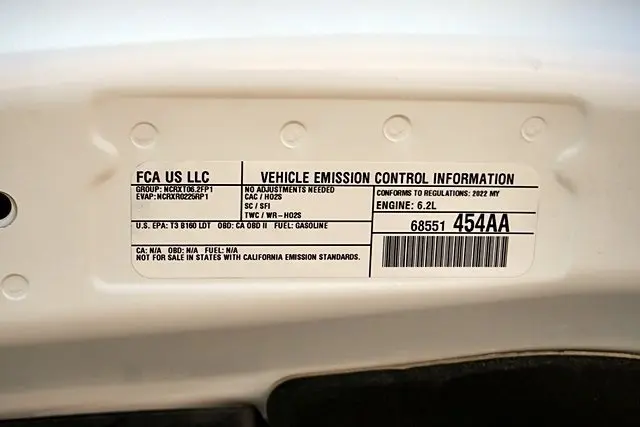 FCA US LLC
VEHICLE EMISSION CONTROL INFORMATION
GROUP: NCRXT06.2FP1
EVAP: NCRXR0225RP1
NO ADJUSTMENTS NEEDED
CAC / HO2S
SC / SFI
TWC / WR-HO2S
CONFORMS TO REGULATIONS: 2022 MY
ENGINE: 6.2L
U.S. EPA: T3 B160 LDT OBD: CA OBD II FUEL: GASOLINE
68551 454AA
CA: N/A OBD: N/A FUEL: N/A
NOT FOR SALE IN STATES WITH CALIFORNIA EMISSION STANDARDS.